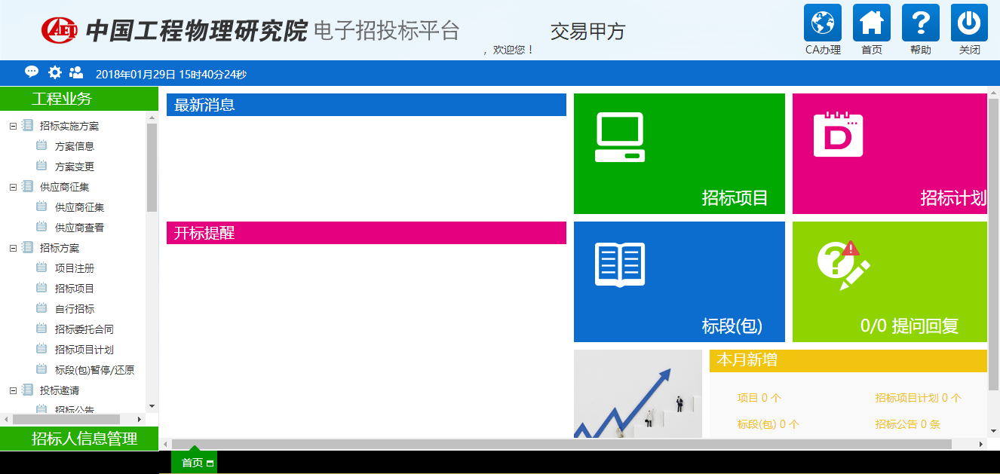 中国工程物理研究院 电子招投标平台
交易甲方
，欢迎您！
CA办理
首页
帮助
关闭
2018年01月29日 15时40分24秒
工程业务
招标实施方案
方案信息
方案变更
供应商征集
供应商征集
供应商查看
招标方案
项目注册
招标项目
自行招标
招标委托合同
招标项目计划
标段(包)暂停/还原
投标邀请
招标公告
招标人信息管理
最新消息
开标提醒
招标项目
D
招标计划
标段(包)
0/0 提问回复
本月新增
项目 0 个
招标项目计划 0 个
标段(包) 0 个
招标公告 0 条
首页